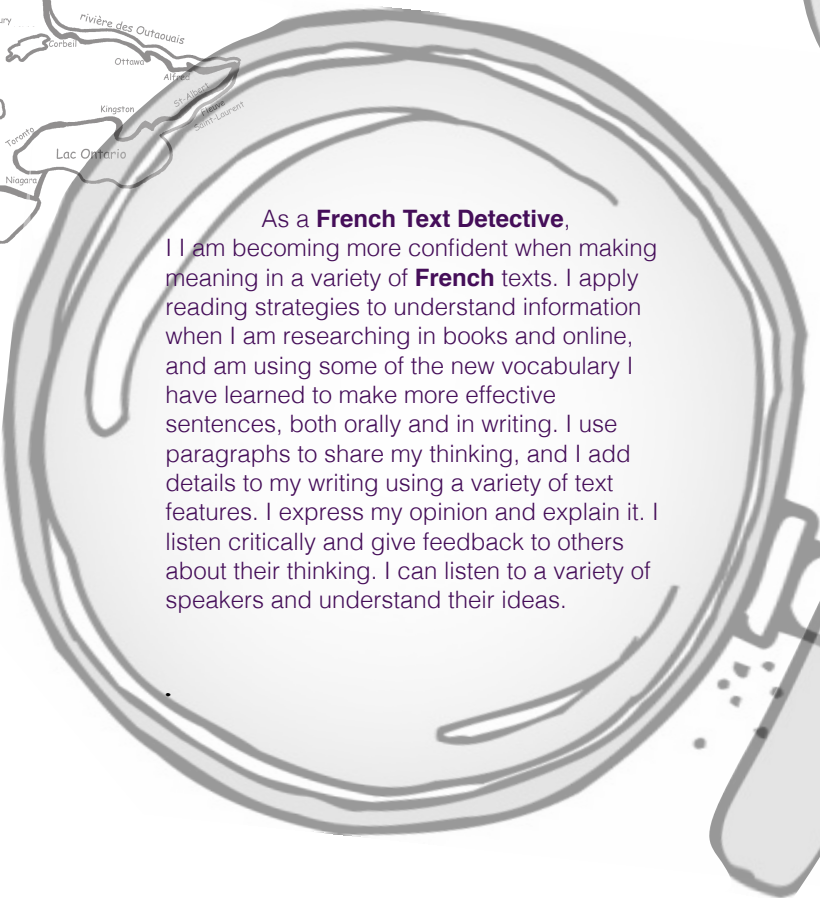 ury
rivière des Outaouais
Corbeil
Ottawa
Alfred
St-Albert
Fleuve
Saint-Laurent
Kingston
Toronto
Lac Ontario
Niagara
As a French Text Detective,
I I am becoming more confident when making
meaning in a variety of French texts. I apply
reading strategies to understand information
when I am researching in books and online,
and am using some of the new vocabulary I
have learned to make more effective
sentences, both orally and in writing. I use
paragraphs to share my thinking, and I add
details to my writing using a variety of text
features. I express my opinion and explain it. I
listen critically and give feedback to others
about their thinking. I can listen to a variety of
speakers and understand their ideas.
.